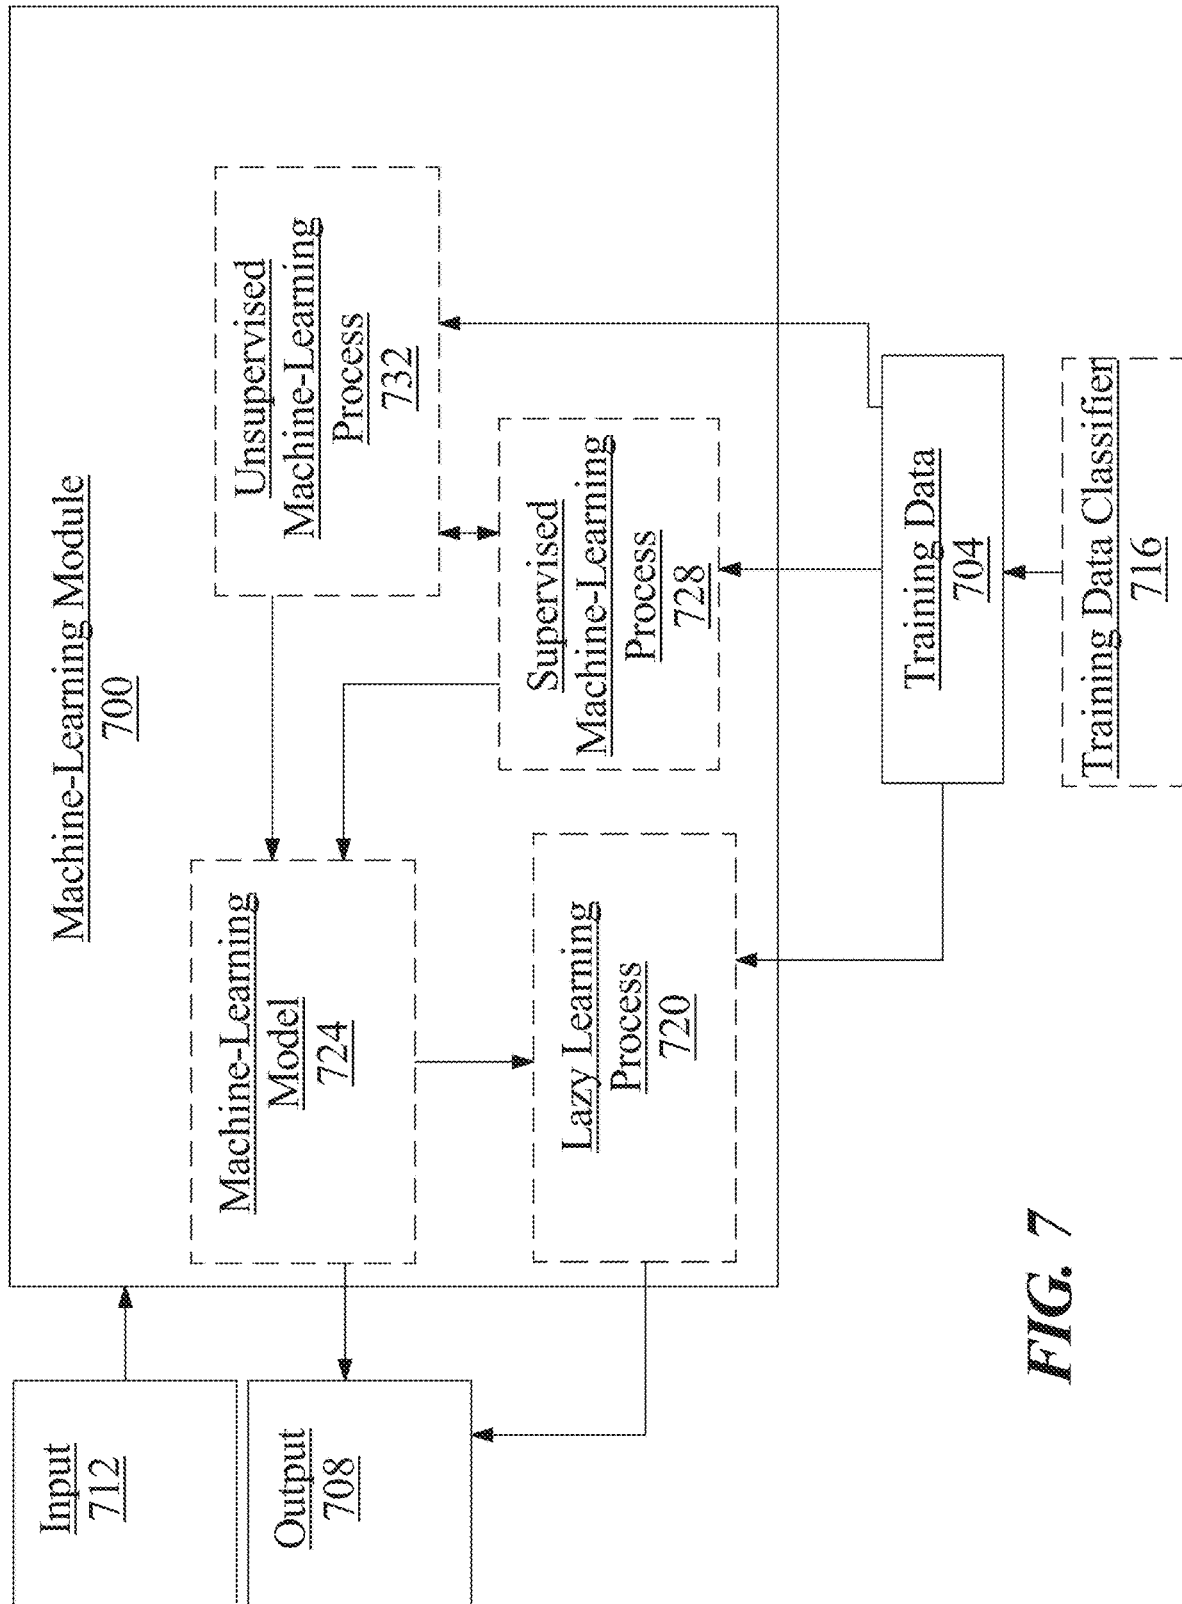 Machine-Learning Module
700
Input
712
Output
708
Machine-Learning
Model
724
Unsupervised
Machine-Learning
Process
732
Lazy Learning
Process
720
Supervised
Machine-Learning
Process
728
Training Data
704
Training Data Classifier
716
FIG. 7